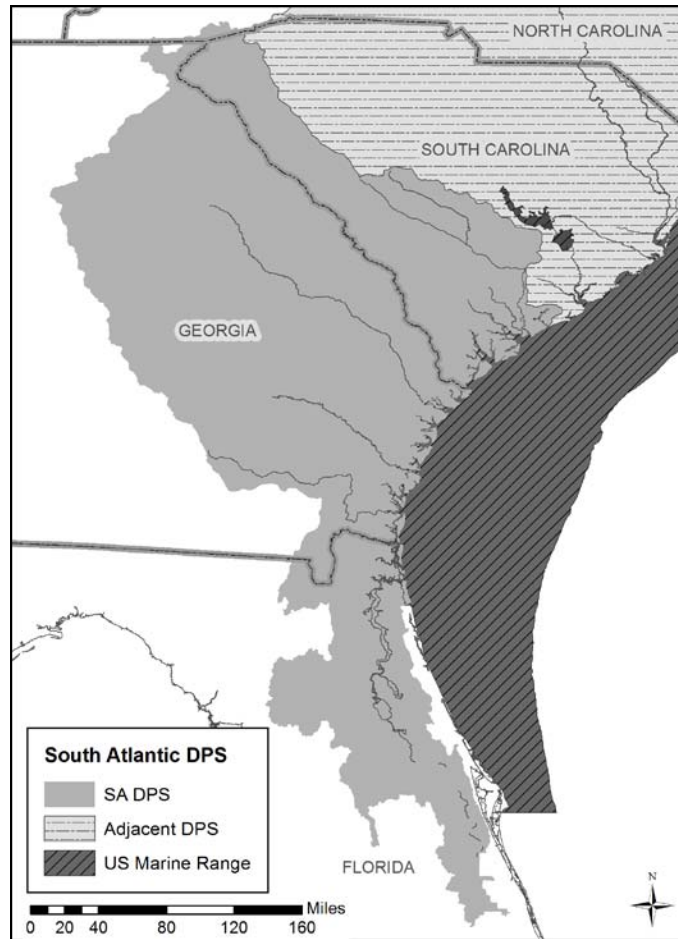 NORTH CAROLINA
SOUTH CAROLINA
GEORGIA
South Atlantic DPS
SA DPS
Adjacent DPS
US Marine Range
FLORIDA
N
Miles
0 20 40 80 120 160